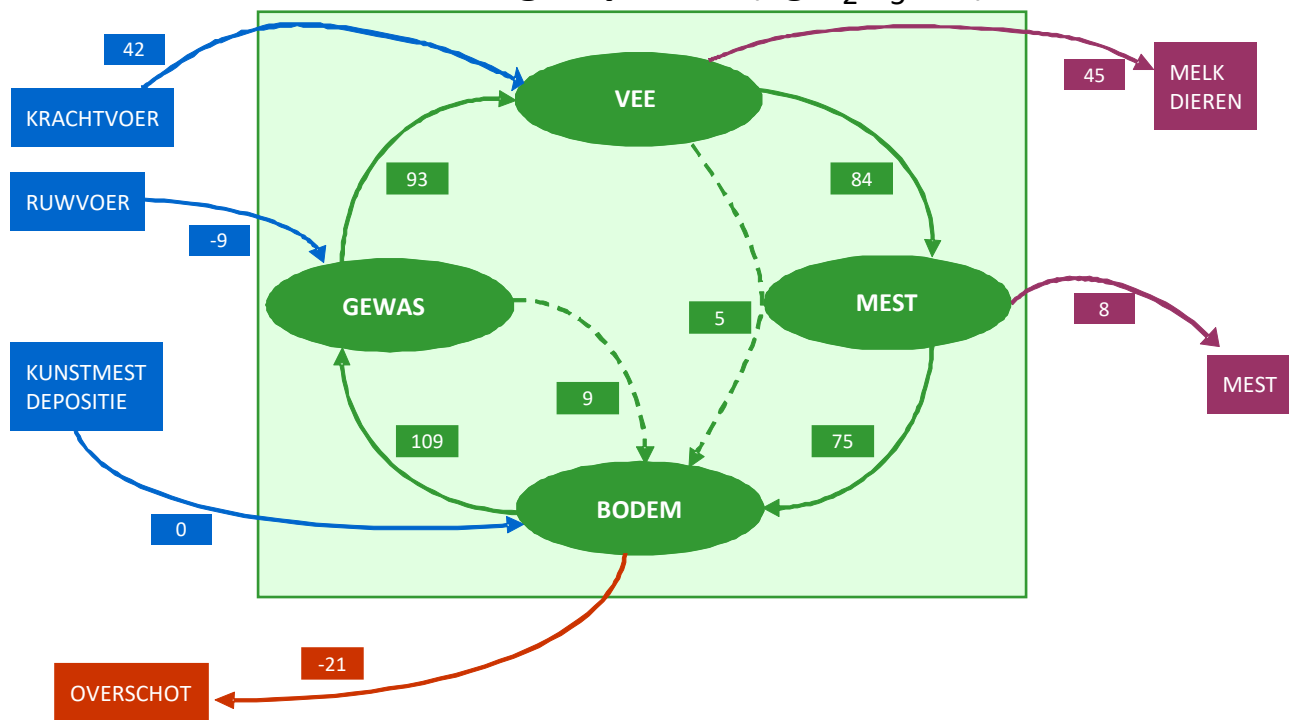 42
KRACHTVOER
VEE
45
MELK
DIEREN
93
84
RUWVOER
-9
GEWAS
MEST
5
8
KUNSTMEST
DEPOSITIE
9
MEST
109
75
BODEM
0
-21
OVERSCHOT